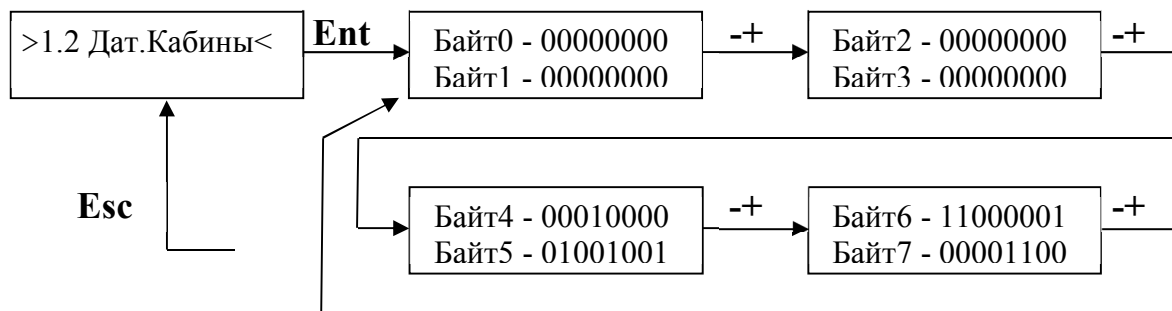 >1.2 Дат.Кабины<
Ent
Байт0 - 00000000
Байт1 - 00000000
-+
Байт2 - 00000000
Байт3 - 00000000
-+
Esc
Байт4 - 00010000
Байт5 - 01001001
-+
Байт6 - 11000001
Байт7 - 00001100
-+